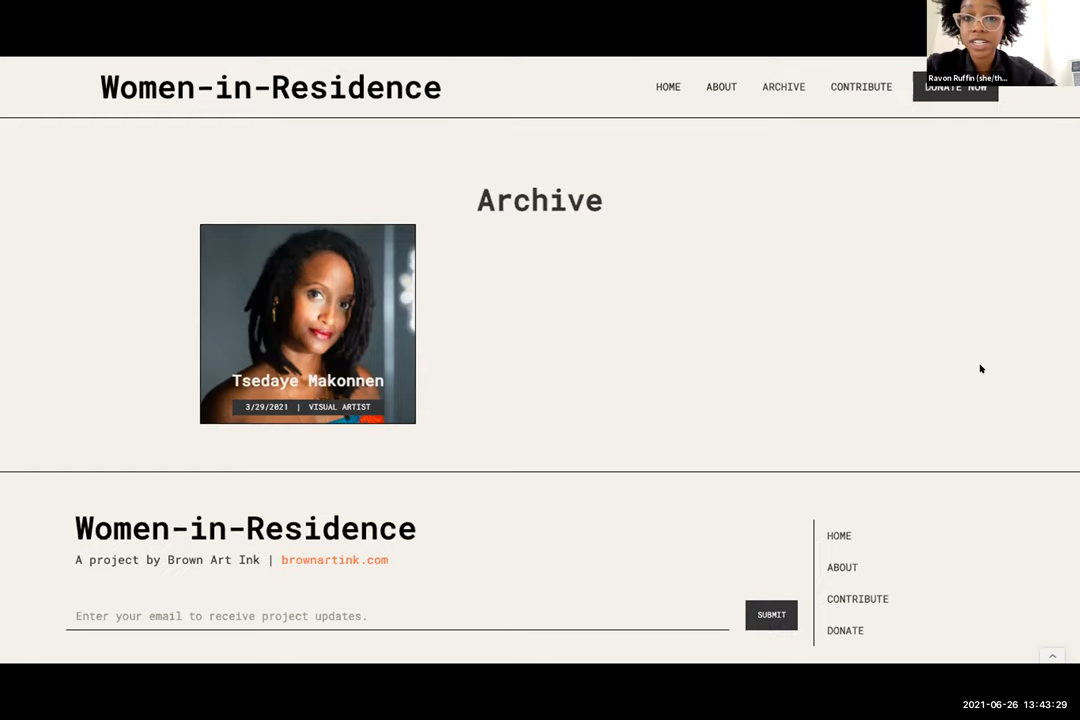 Women-in-Residence
HOME ABOUT ARCHIVE CONTRIBUTE DONATE NOW
Ravon Ruffin (she/th...
Archive
Tsedaye Makonnen
3/29/2021 | VISUAL ARTIST
Women-in-Residence
A project by Brown Art Ink | brownartink.com
Enter your email to receive project updates.
SUBMIT
HOME
ABOUT
CONTRIBUTE
DONATE
2021-06-26 13:43:29